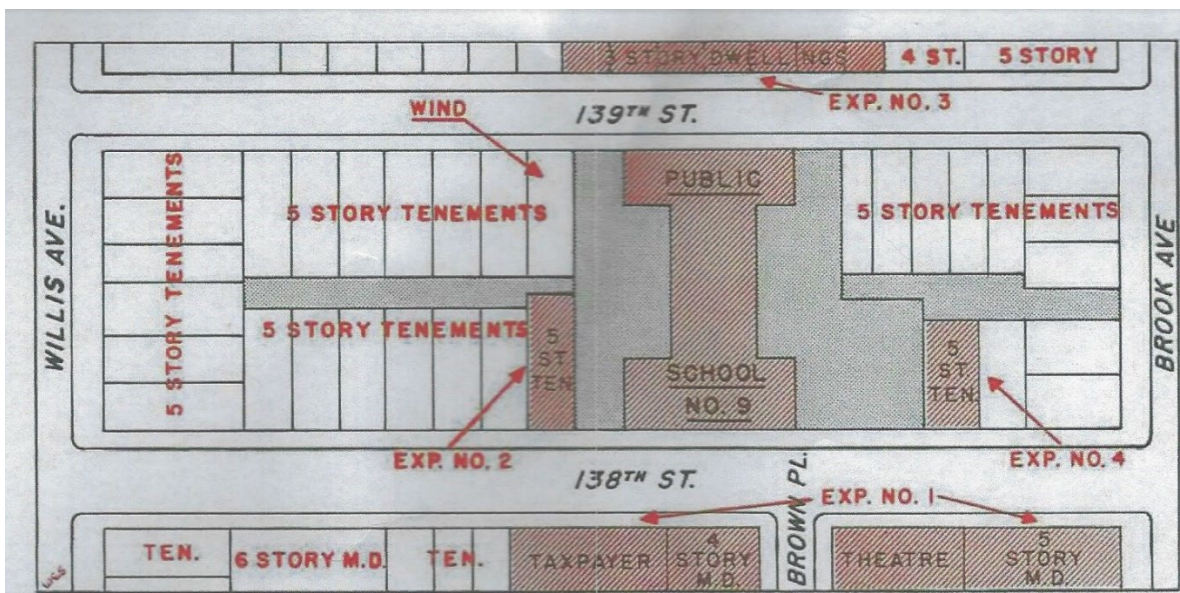 3 STORY DWELLINGS
4 ST.
5 STORY
EXP. NO. 3
WIND
139TH ST.
WILLIS AVE.
5 STORY TENEMENTS
5 STORY TENEMENTS
PUBLIC
5 STORY TENEMENTS
BROOK AVE
5 STORY TENEMENTS
5
ST
TEN.
SCHOOL
NO. 9
5
ST
TEN.
EXP. NO. 2
EXP. NO. 4
138TH ST.
BROWN PL.
EXP. NO. 1
TEN.
6 STORY M.D.
TEN.
TAXPAYER
4
STORY
M.D.
THEATRE
5
STORY
M.D.